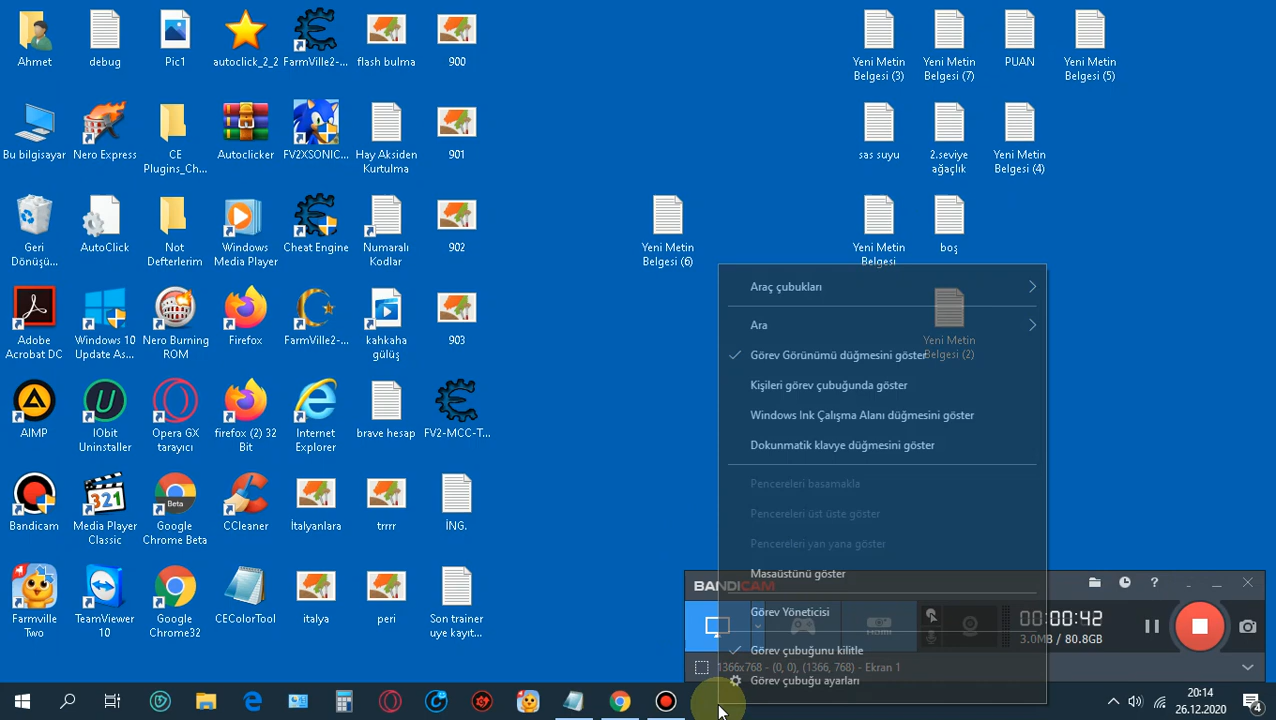 Ahmet
debug
Pic1
autoclick_2_2
FarmVille2-...
flash bulma
900
Yeni Metin
Belgesi (3)
Yeni Metin
Belgesi (7)
PUAN
Yeni Metin
Belgesi (5)
Bu bilgisayar
Nero Express
CE
Plugins_Ch...
Autoclicker
FV2XSONIC...
Hay Aksiden
Kurtulma
901
sas suyu
2.seviye
ağaçlık
Yeni Metin
Belgesi (4)
Geri
Dönüşü...
AutoClick
Not
Defterlerim
Windows
Media Player
Cheat Engine
Numaralı
Kodlar
902
Yeni Metin
Belgesi (6)
Yeni Metin
Belgesi
boş
Adobe
Acrobat DC
Windows 10
Update As...
Nero Burning
ROM
Firefox
FarmVille2-...
kahkaha
gülüş
903
Yeni Metin
Belgesi (2)
AIMP
IObit
Uninstaller
Opera GX
tarayıcı
firefox (2) 32
Bit
Internet
Explorer
brave hesap
FV2-MCC-T...
Bandicam
Media Player
Classic
Google
Chrome Beta
CCleaner
İtalyanlara
trrrr
İNG.
Farmville
Two
TeamViewer
10
Google
Chrome32
CEColorTool
italya
peri
Son trainer
uye kayıt...
Araç çubukları
Ara
Görev Görünümü düğmesini göster
Kişileri görev çubuğunda göster
Windows Ink Çalışma Alanı düğmesini göster
Dokunmatik klavye düğmesini göster
Pencereleri basamakla
Pencereleri üst üste göster
Pencereleri yan yana göster
Masaüstünü göster
Görev Yöneticisi
Görev çubuğunu kilitle
Görev çubuğu ayarları
BANDICAM
HDMI
00:00:42
3.0MB / 80.8GB
1366x768 - (0, 0), (1366, 768) - Ekran 1
20:14
26.12.2020
4